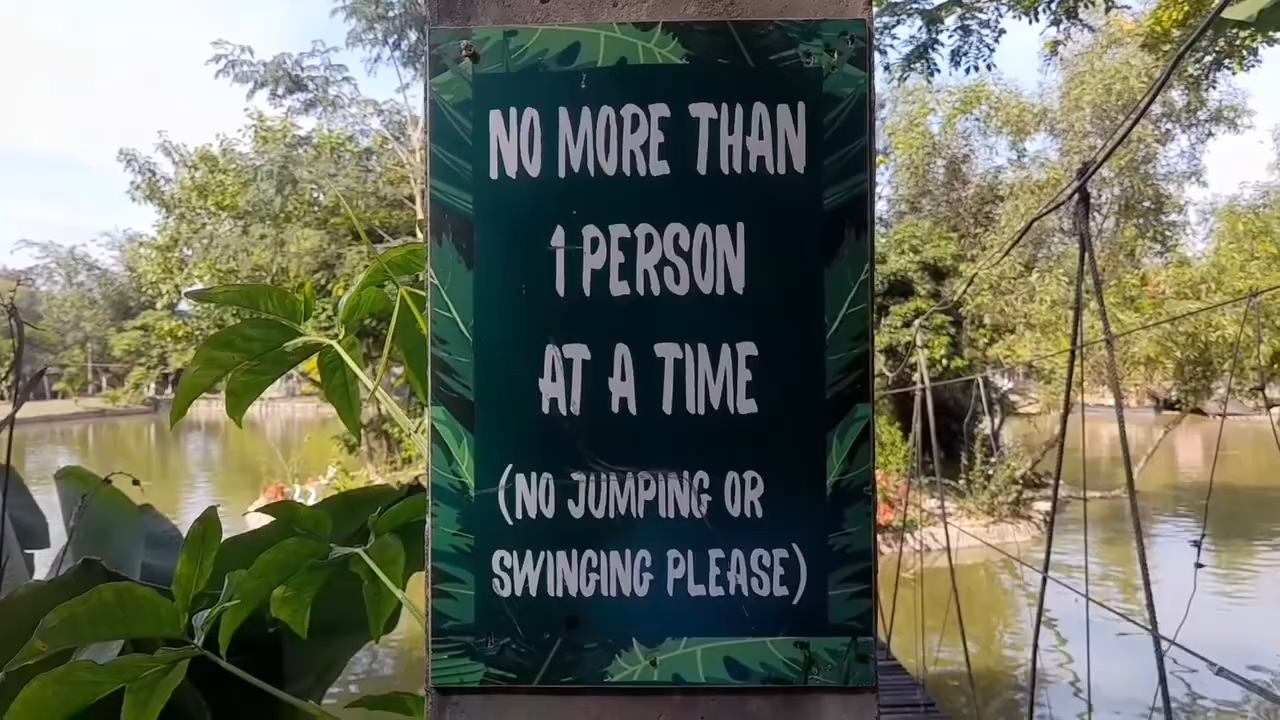 NO MORE THAN
1 PERSON
AT A TIME
(NO JUMPING OR
SWINGING PLEASE)